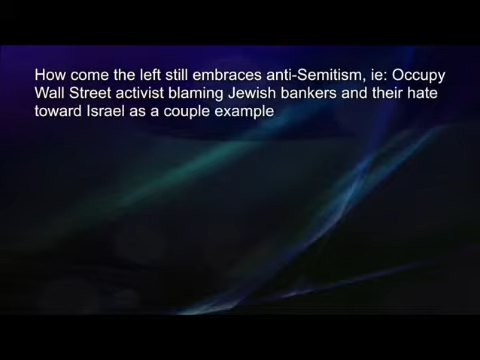 How come the left still embraces anti-Semitism, ie: Occupy
Wall Street activist blaming Jewish bankers and their hate
toward Israel as a couple example